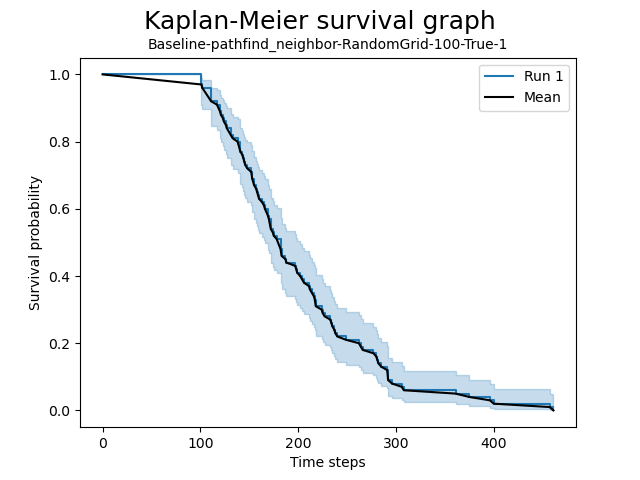 Kaplan-Meier survival graph
Baseline-pathfind_neighbor-RandomGrid-100-True-1
Run 1
Mean
Survival probability
1.0
0.8
0.6
0.4
0.2
0.0
0 100 200 300 400
Time steps